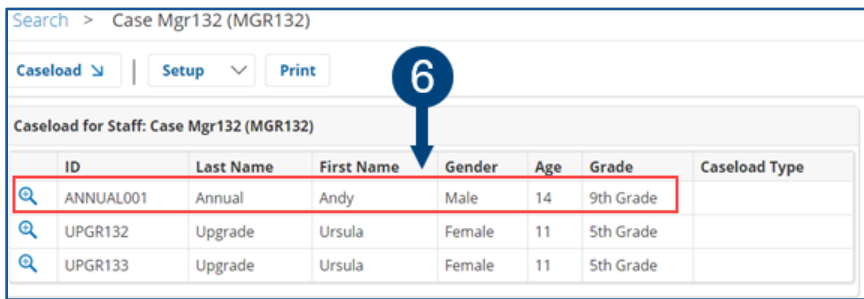 Search > Case Mgr132 (MGR132)
Caseload Setup Print
6
Caseload for Staff: Case Mgr132 (MGR132)
ID Last Name First Name Gender Age Grade Caseload Type
ANNUAL001 Annual Andy Male 14 9th Grade
UPGR132 Upgrade Ursula Female 11 5th Grade
UPGR133 Upgrade Ursula Female 11 5th Grade